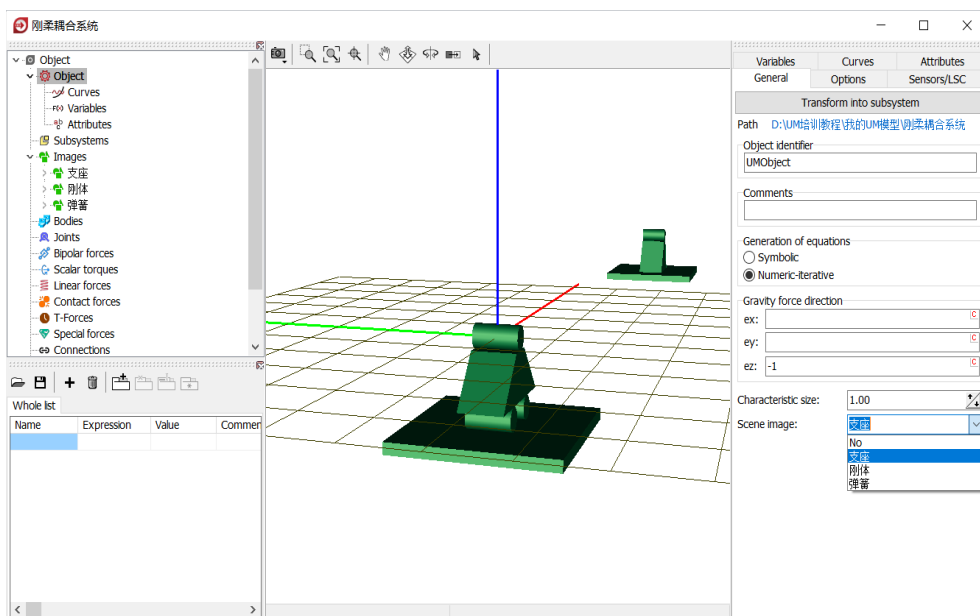 刚柔耦合系统
Object
Object
Curves
F(x) Variables
Attributes
Subsystems
Images
支座
刚体
弹簧
Bodies
Joints
Bipolar forces
Scalar torques
Linear forces
Contact forces
T-Forces
Special forces
Connections
Whole list
Name Expression Value Commen
Variables Curves Attributes
General Options Sensors/LSC
Transform into subsystem
Path D:\UM培训教程\我的UM模型\刚柔耦合系统
Object identifier
UMObject
Comments
Generation of equations
Symbolic
Numeric-iterative
Gravity force direction
ex: C
ey: C
ez: -1 C
Characteristic size: 1.00
Scene image: 支座
No
支座
刚体
弹簧